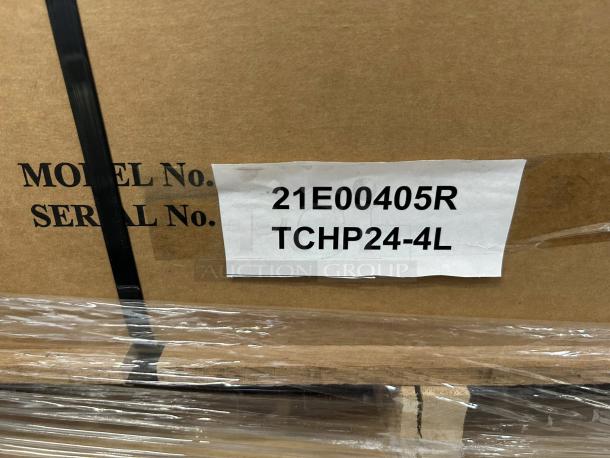 MODEL No.
SERIAL No.
21E00405R
TCHP24-4L
AUCTION GROUP